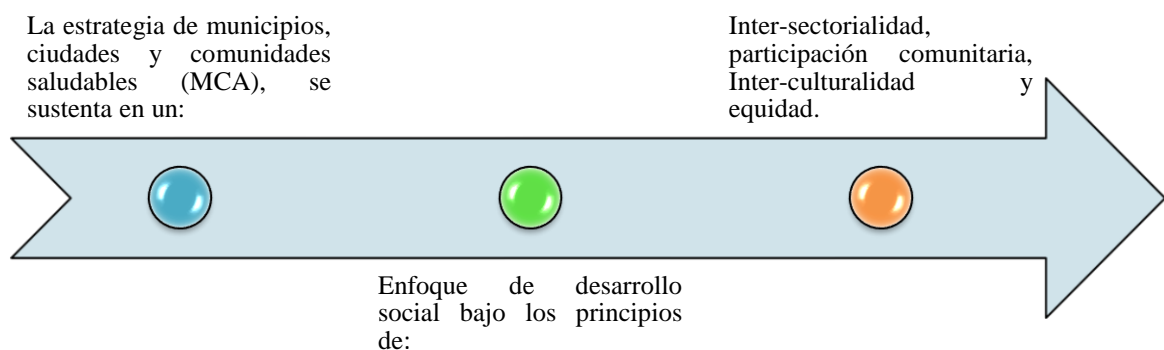 La estrategia de municipios,
ciudades y comunidades
saludables (MCA), se
sustenta en un:
Enfoque de desarrollo
social bajo los principios
de:
Inter-sectorialidad,
participación comunitaria,
Inter-culturalidad y
equidad.